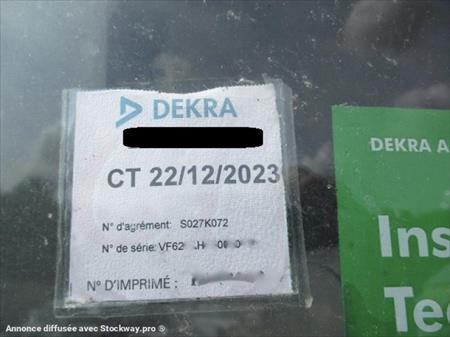 DEKRA
CT 22/12/2023
N° d'agrément: S027K072
N° de série: VF62
N° D'IMPRIMÉ :
DEKRA A
Ins
Te
Annonce diffusée avec Stockway.pro ®